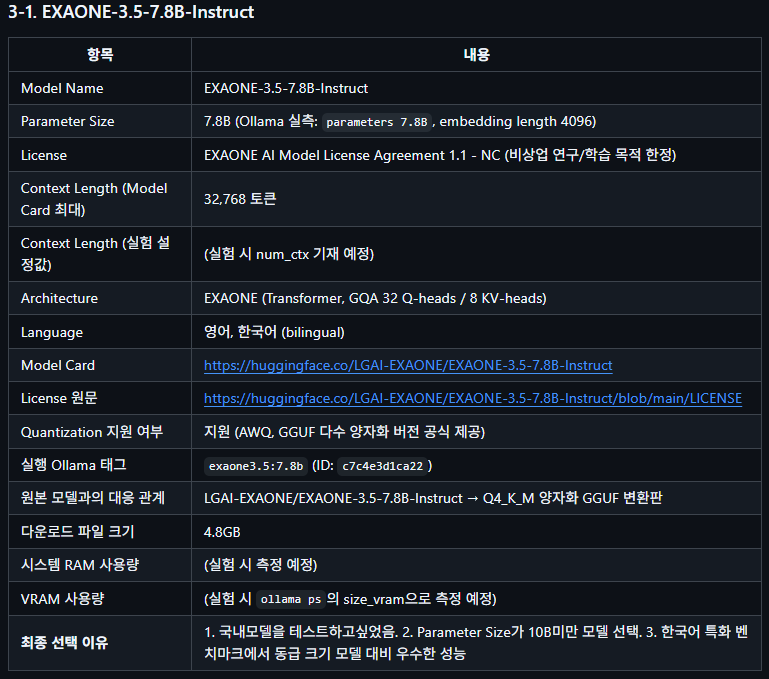 3-1. EXAONE-3.5-7.8B-Instruct
항목 내용
Model Name EXAONE-3.5-7.8B-Instruct
Parameter Size 7.8B (Ollama 실측: parameters 7.8B, embedding length 4096)
License EXAONE AI Model License Agreement 1.1 - NC (비상업 연구/학습 목적 한정)
Context Length (Model
Card 최대) 32,768 토큰
Context Length (실험 설
정값) (실험 시 num_ctx 기재 예정)
Architecture EXAONE (Transformer, GQA 32 Q-heads / 8 KV-heads)
Language 영어, 한국어 (bilingual)
Model Card https://huggingface.co/LGAI-EXAONE/EXAONE-3.5-7.8B-Instruct
License 원문 https://huggingface.co/LGAI-EXAONE/EXAONE-3.5-7.8B-Instruct/blob/main/LICENSE
Quantization 지원 여부 지원 (AWQ, GGUF 다수 양자화 버전 공식 제공)
실행 Ollama 태그 exaone3.5:7.8b (ID: c7c4e3d1ca22)
원본 모델과의 대응 관계 LGAI-EXAONE/EXAONE-3.5-7.8B-Instruct → Q4_K_M 양자화 GGUF 변환판
다운로드 파일 크기 4.8GB
시스템 RAM 사용량 (실험 시 측정 예정)
VRAM 사용량 (실험 시 ollama ps의 size_vram으로 측정 예정)
최종 선택 이유 1. 국내모델을 테스트하고싶었음. 2. Parameter Size가 10B미만 모델 선택. 3. 한국어 특화 벤
치마크에서 동급 크기 모델 대비 우수한 성능